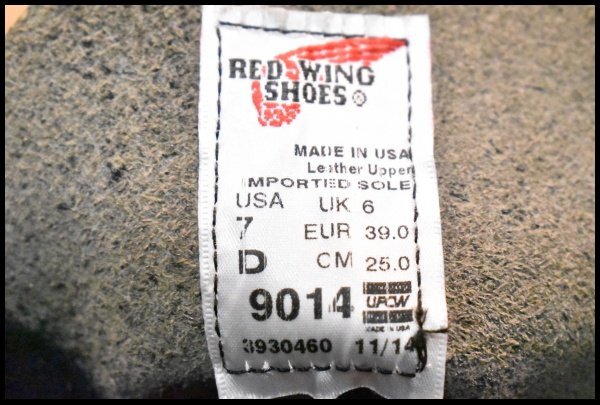 RED WING
SHOES®
MADE IN USA
Leather Upper
IMPORTED SOLE
USA UK 6
7 EUR 39.0
D CM 25.0
9014 UFCW
MADE IN USA
3930460 11/14